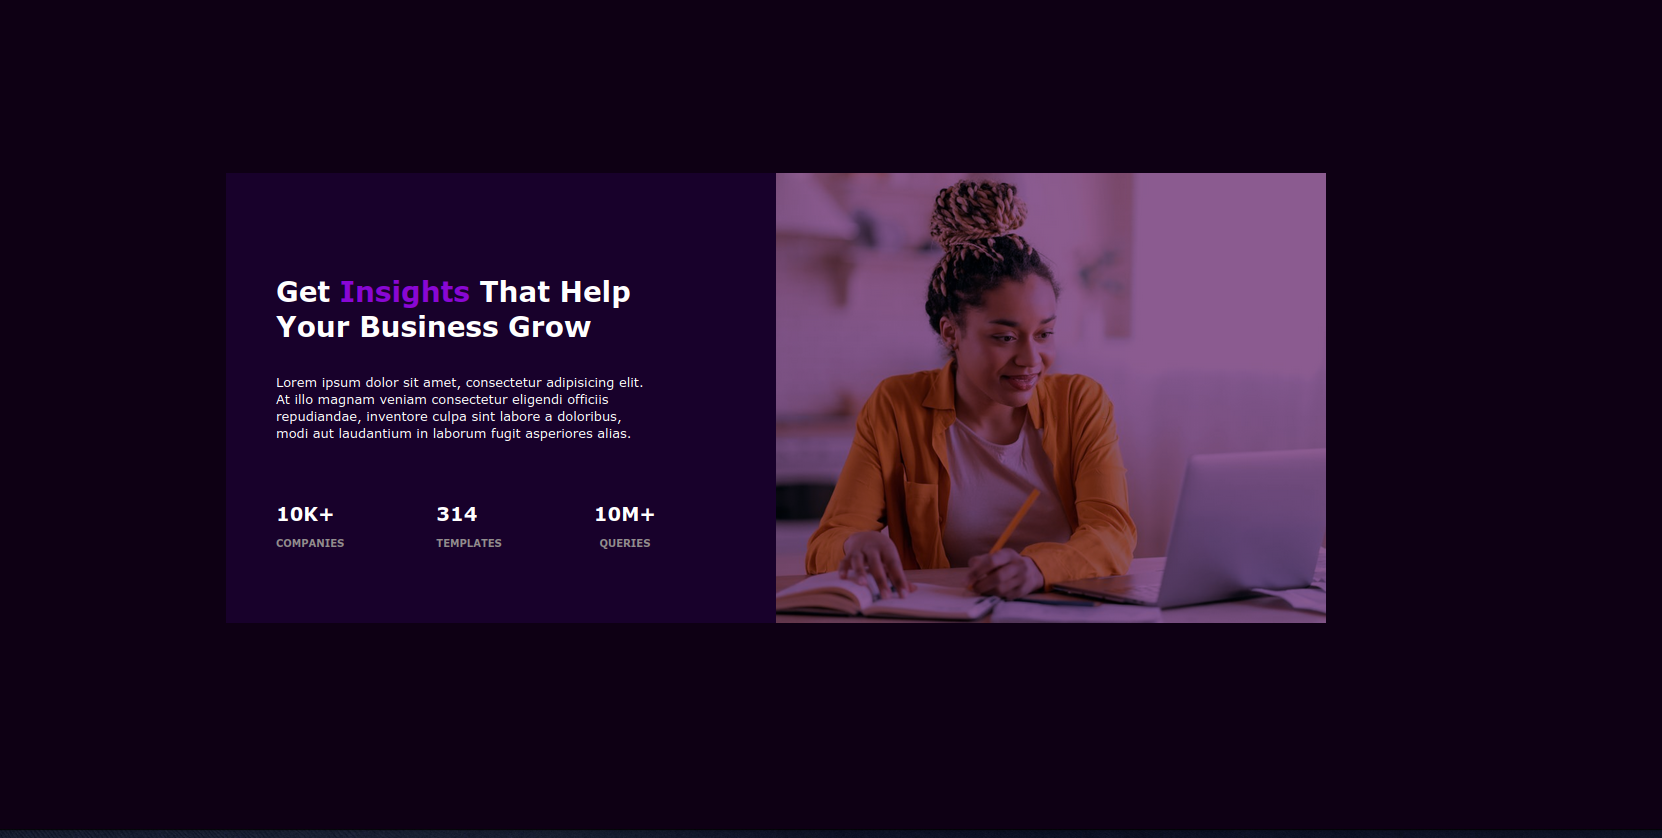 Get Insights That Help
Your Business Grow
Lorem ipsum dolor sit amet, consectetur adipisicing elit.
At illo magnam veniam consectetur eligendi officiis
repudiandae, inventore culpa sint labore a doloribus,
modi aut laudantium in laborum fugit asperiores alias.
10K+ 314 10M+
COMPANIES TEMPLATES QUERIES